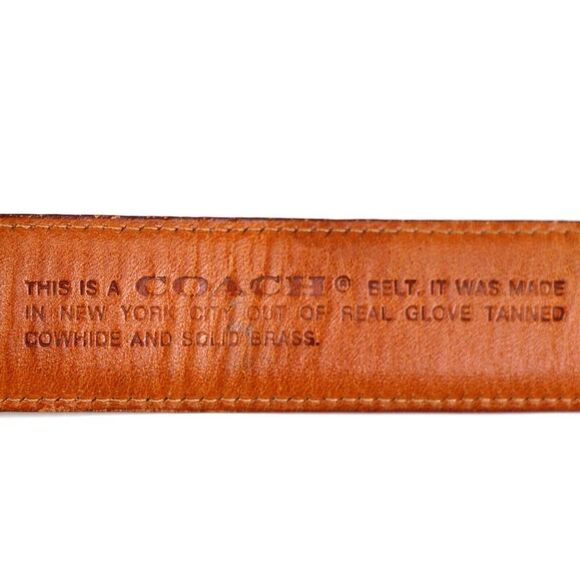 THIS IS A COACH® BELT. IT WAS MADE
IN NEW YORK CITY OUT OF REAL GLOVE TANNED
COWHIDE AND SOLID BRASS.